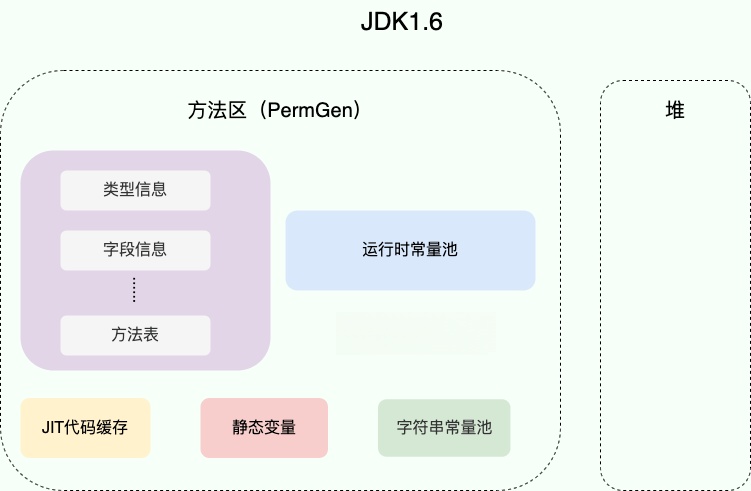 JDK1.6
方法区（PermGen）
堆
类型信息
字段信息
运行时常量池
方法表
JIT代码缓存
静态变量
字符串常量池